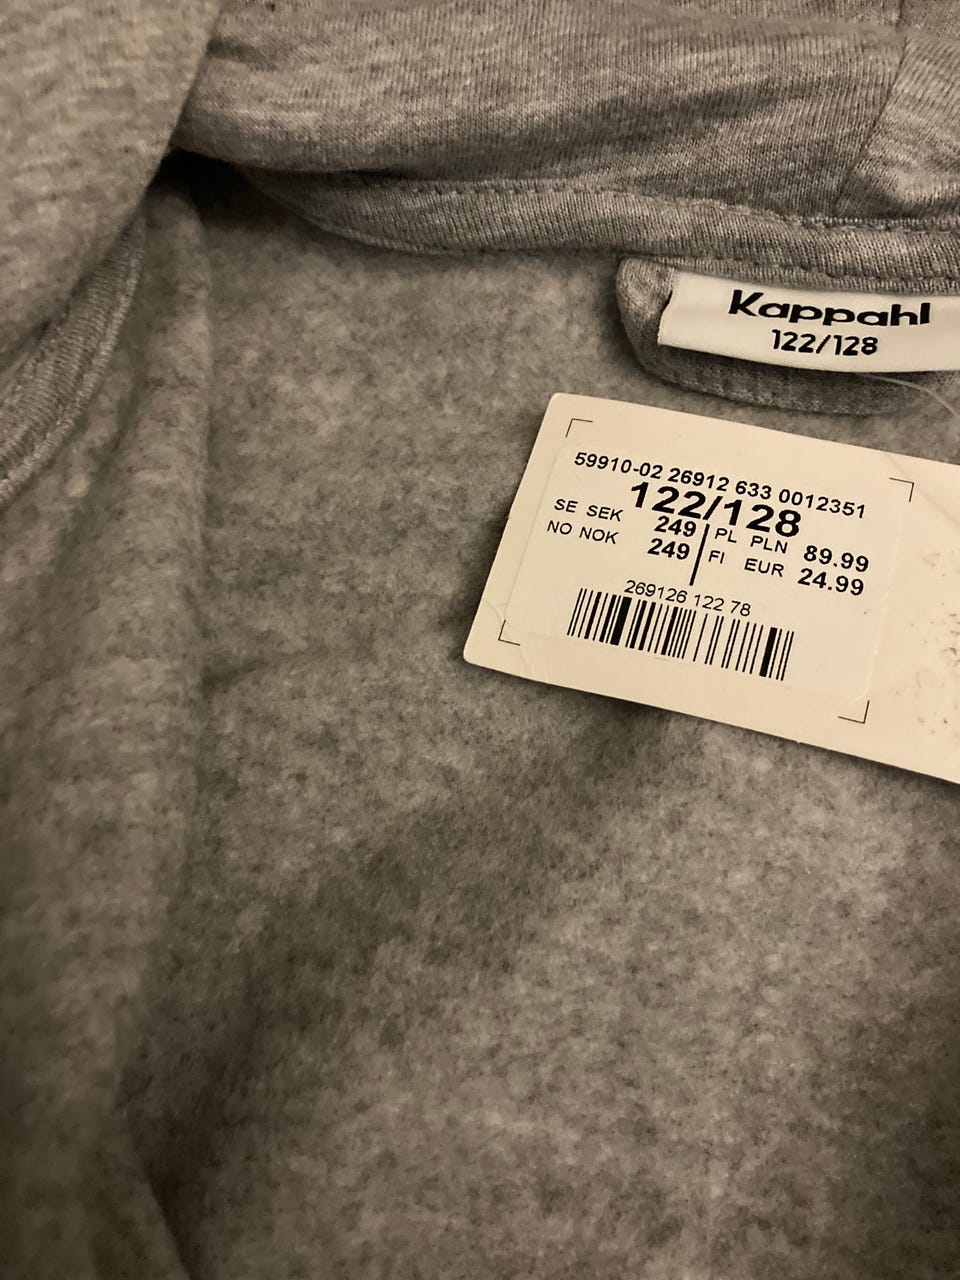 Kappahl
122/128
59910-02 26912 633 0012351
122/128
SE SEK 249 PL PLN 89.99
NO NOK 249 FI EUR 24.99
269126 122 78